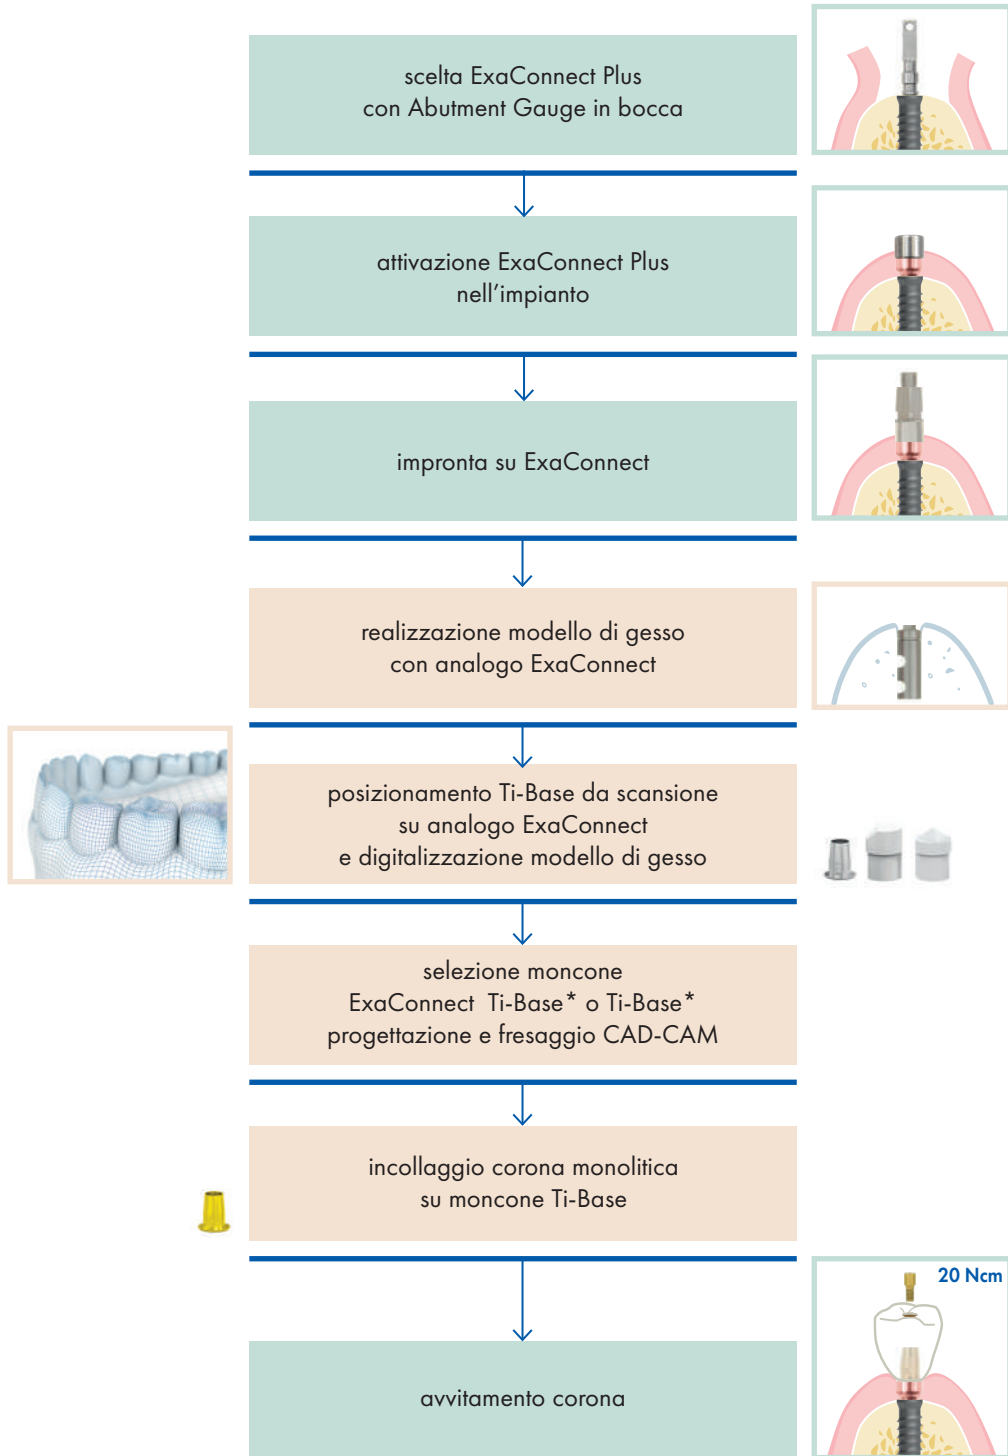 scelta ExaConnect Plus
con Abutment Gauge in bocca
attivazione ExaConnect Plus
nell’impianto
impronta su ExaConnect
realizzazione modello di gesso
con analogo ExaConnect
posizionamento Ti-Base da scansione
su analogo ExaConnect
e digitalizzazione modello di gesso
selezione moncone
ExaConnect Ti-Base* o Ti-Base*
progettazione e fresaggio CAD-CAM
incollaggio corona monolitica
su moncone Ti-Base
20 Ncm
avvitamento corona